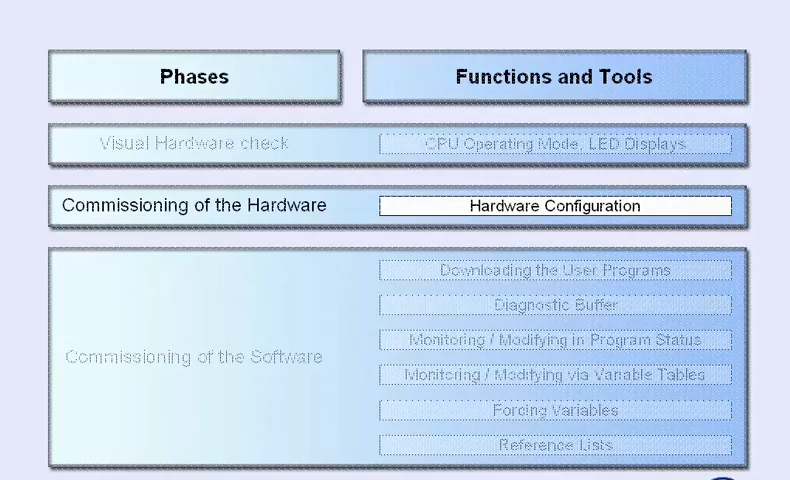 Phases
Functions and Tools
Visual Hardware check
CPU Operating Mode, LED Displays
Commissioning of the Hardware
Hardware Configuration
Commissioning of the Software
Downloading the User Programs
Diagnostic Buffer
Monitoring / Modifying in Program Status
Monitoring / Modifying via Variable Tables
Forcing Variables
Reference Lists